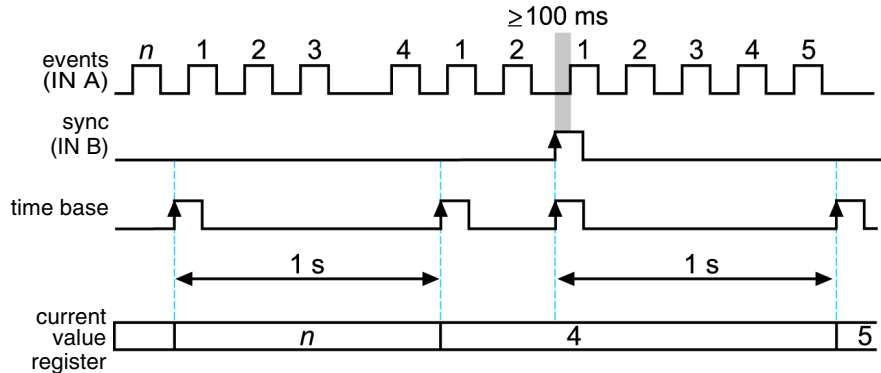 ≥100 ms
events
(IN A)
n 1 2 3 4 1 2 1 2 3 4 5
sync
(IN B)
time base
1 s 1 s
current
value
register
n 4 5